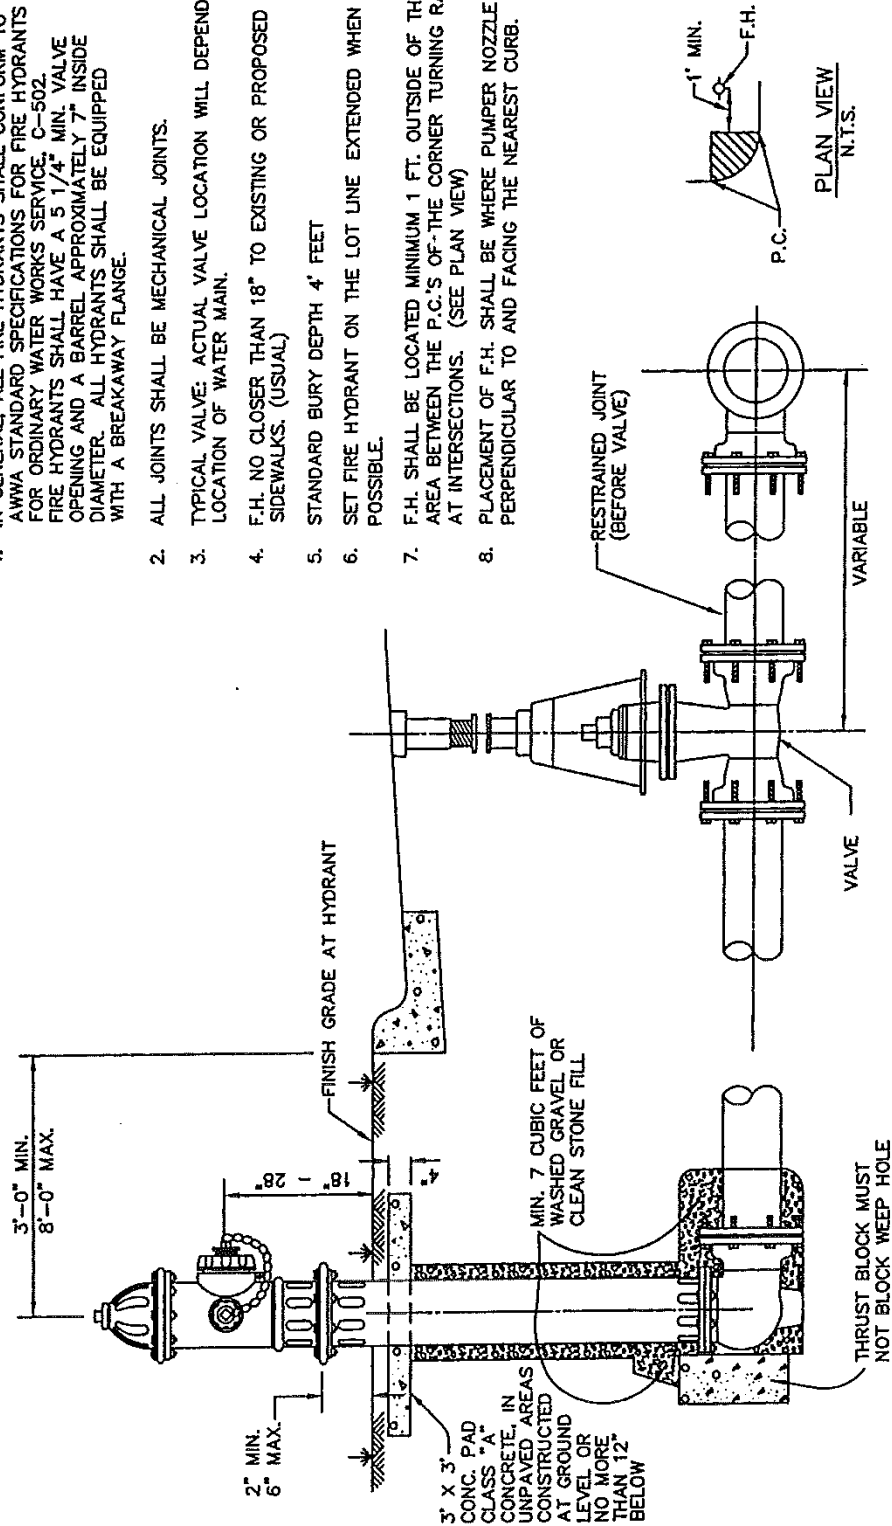 AWWA STANDARD SPECIFICATIONS FOR FIRE HYDRANTS
FOR ORDINARY WATER WORKS SERVICE, C-502.
FIRE HYDRANTS SHALL HAVE A 5 1/4" MIN. VALVE
OPENING AND A BARREL APPROXIMATELY 7" INSIDE
DIAMETER. ALL HYDRANTS SHALL BE EQUIPPED
WITH A BREAKAWAY FLANGE.
2. ALL JOINTS SHALL BE MECHANICAL JOINTS.
3. TYPICAL VALVE: ACTUAL VALVE LOCATION WILL DEPEND
LOCATION OF WATER MAIN.
4. F.H. NO CLOSER THAN 18" TO EXISTING OR PROPOSED
SIDEWALKS. (USUAL)
5. STANDARD BURY DEPTH 4' FEET
6. SET FIRE HYDRANT ON THE LOT LINE EXTENDED WHEN
POSSIBLE.
7. F.H. SHALL BE LOCATED MINIMUM 1 FT. OUTSIDE OF
AREA BETWEEN THE P.C.'S OF THE CORNER TURNING
AT INTERSECTIONS. (SEE PLAN VIEW)
8. PLACEMENT OF F.H. SHALL BE WHERE PUMPER NOZZLE
PERPENDICULAR TO AND FACING THE NEAREST CURB.
3'-0" MIN.
8'-0" MAX.
FINISH GRADE AT HYDRANT
18" - 28"
4"
2" MIN.
6" MAX.
3' X 3'
CONC. PAD
CLASS "A"
CONCRETE, IN
UNPAVED AREAS
CONSTRUCTED
AT GROUND
LEVEL OR
NO MORE
THAN 12"
BELOW
MIN. 7 CUBIC FEET OF
WASHED GRAVEL OR
CLEAN STONE FILL
THRUST BLOCK MUST
NOT BLOCK WEEP HOLE
VALVE
RESTRAINED JOINT
(BEFORE VALVE)
VARIABLE
1' MIN.
F.H.
P.C.
PLAN VIEW
N.T.S.